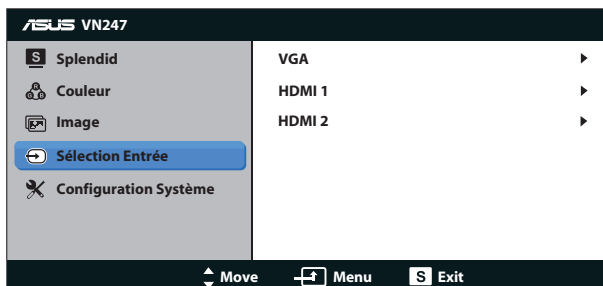 ASUS VN247
S Splendid
Couleur
Image
Sélection Entrée
Configuration Système
VGA
HDMI 1
HDMI 2
Move Menu S Exit